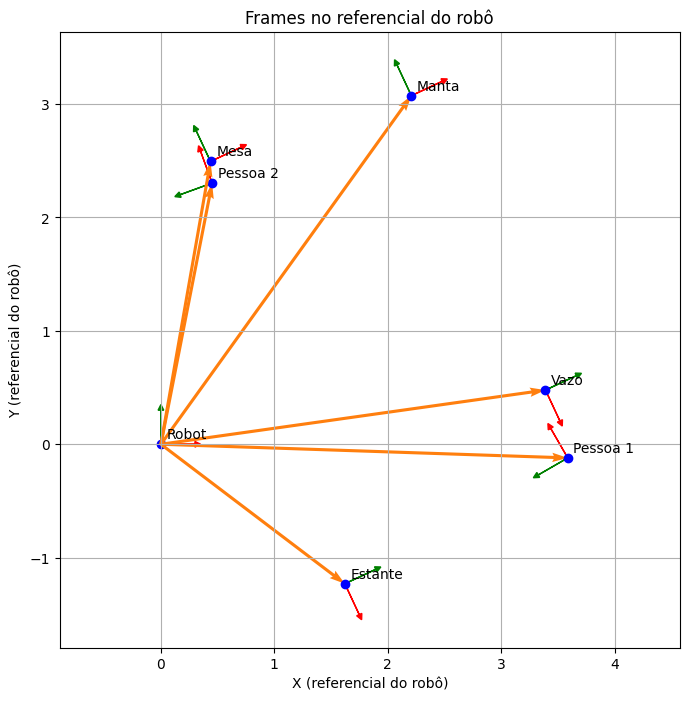 Frames no referencial do robô
Manta
Mesa
Pessoa 2
Vazo
Robot
Pessoa 1
Estante
Y (referencial do robô)
3
2
1
0
−1
0
1
2
3
4
X (referencial do robô)